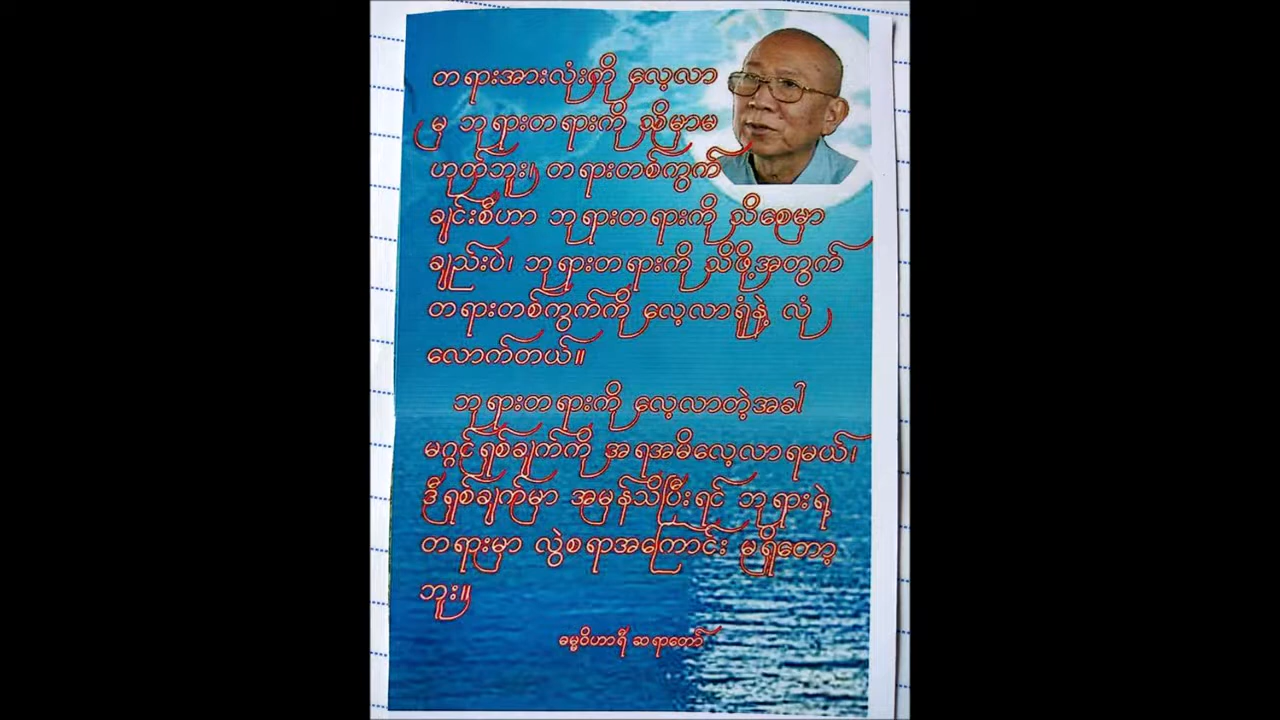 တရားအားလုံးကို လေ့လာ
မှ ဘုရားတရားကို သိမှာမ
ဟုတ်ဘူး။ တရားတစ်ကွက်
ချင်းစီဟာ ဘုရားတရားကို သိစေမှာ
ချည်းပဲ၊ ဘုရားတရားကို သိဖို့အတွက်
တရားတစ်ကွက်ကို လေ့လာရုံနဲ့ လုံ
လောက်တယ်။
ဘုရားတရားကို လေ့လာတဲ့အခါ
မဂ္ဂင်ရှစ်ချက်ကို အရအမိလေ့လာရမယ်၊
ဒီရှစ်ချက်မှာ အမှန်သိပြီးရင် ဘုရားရဲ့
တရားမှာ လွဲစရာအကြောင်း မရှိတော့
ဘူး။
ဓမ္မဝိဟာရီ ဆရာတော်